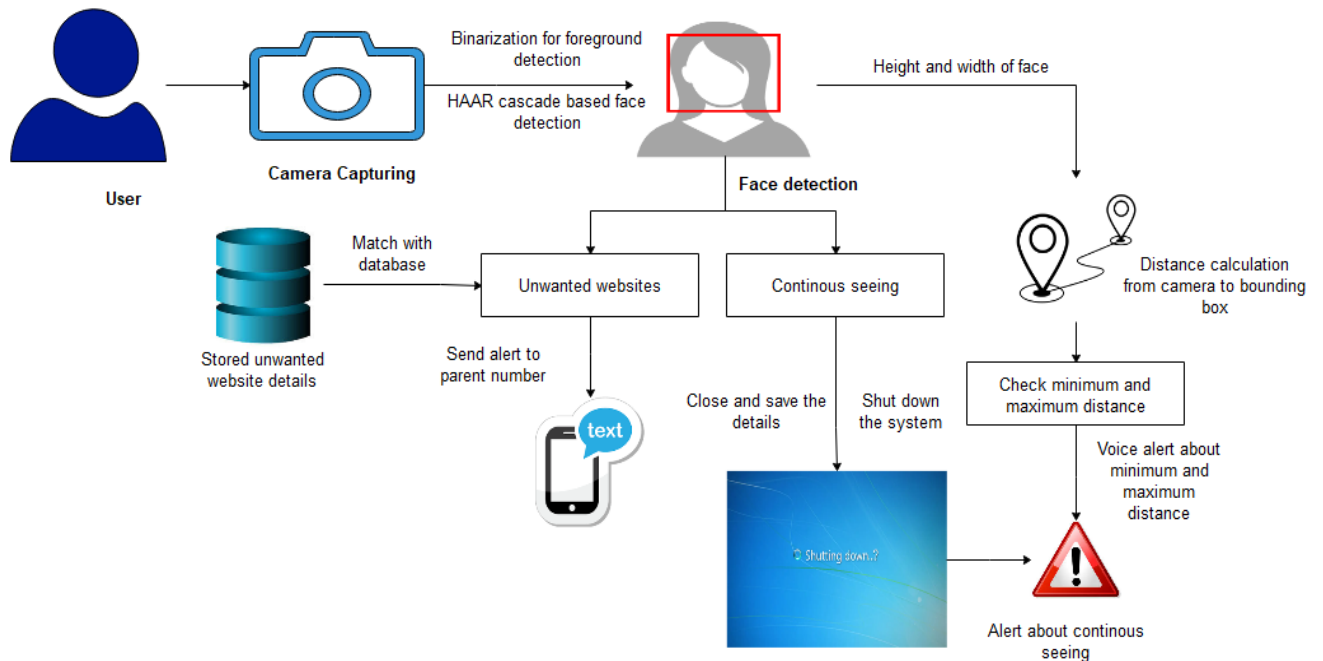 Binarization for foreground
detection
HAAR cascade based face
detection
Height and width of face
User
Camera Capturing
Face detection
Match with
database
Stored unwanted
website details
Unwanted websites
Continous seeing
Distance calculation
from camera to bounding
box
Send alert to
parent number
text
Close and save the
details
Shut down
the system
Check minimum and
maximum distance
Voice alert about
minimum and
maximum
distance
Shutting down..?
Alert about continous
seeing